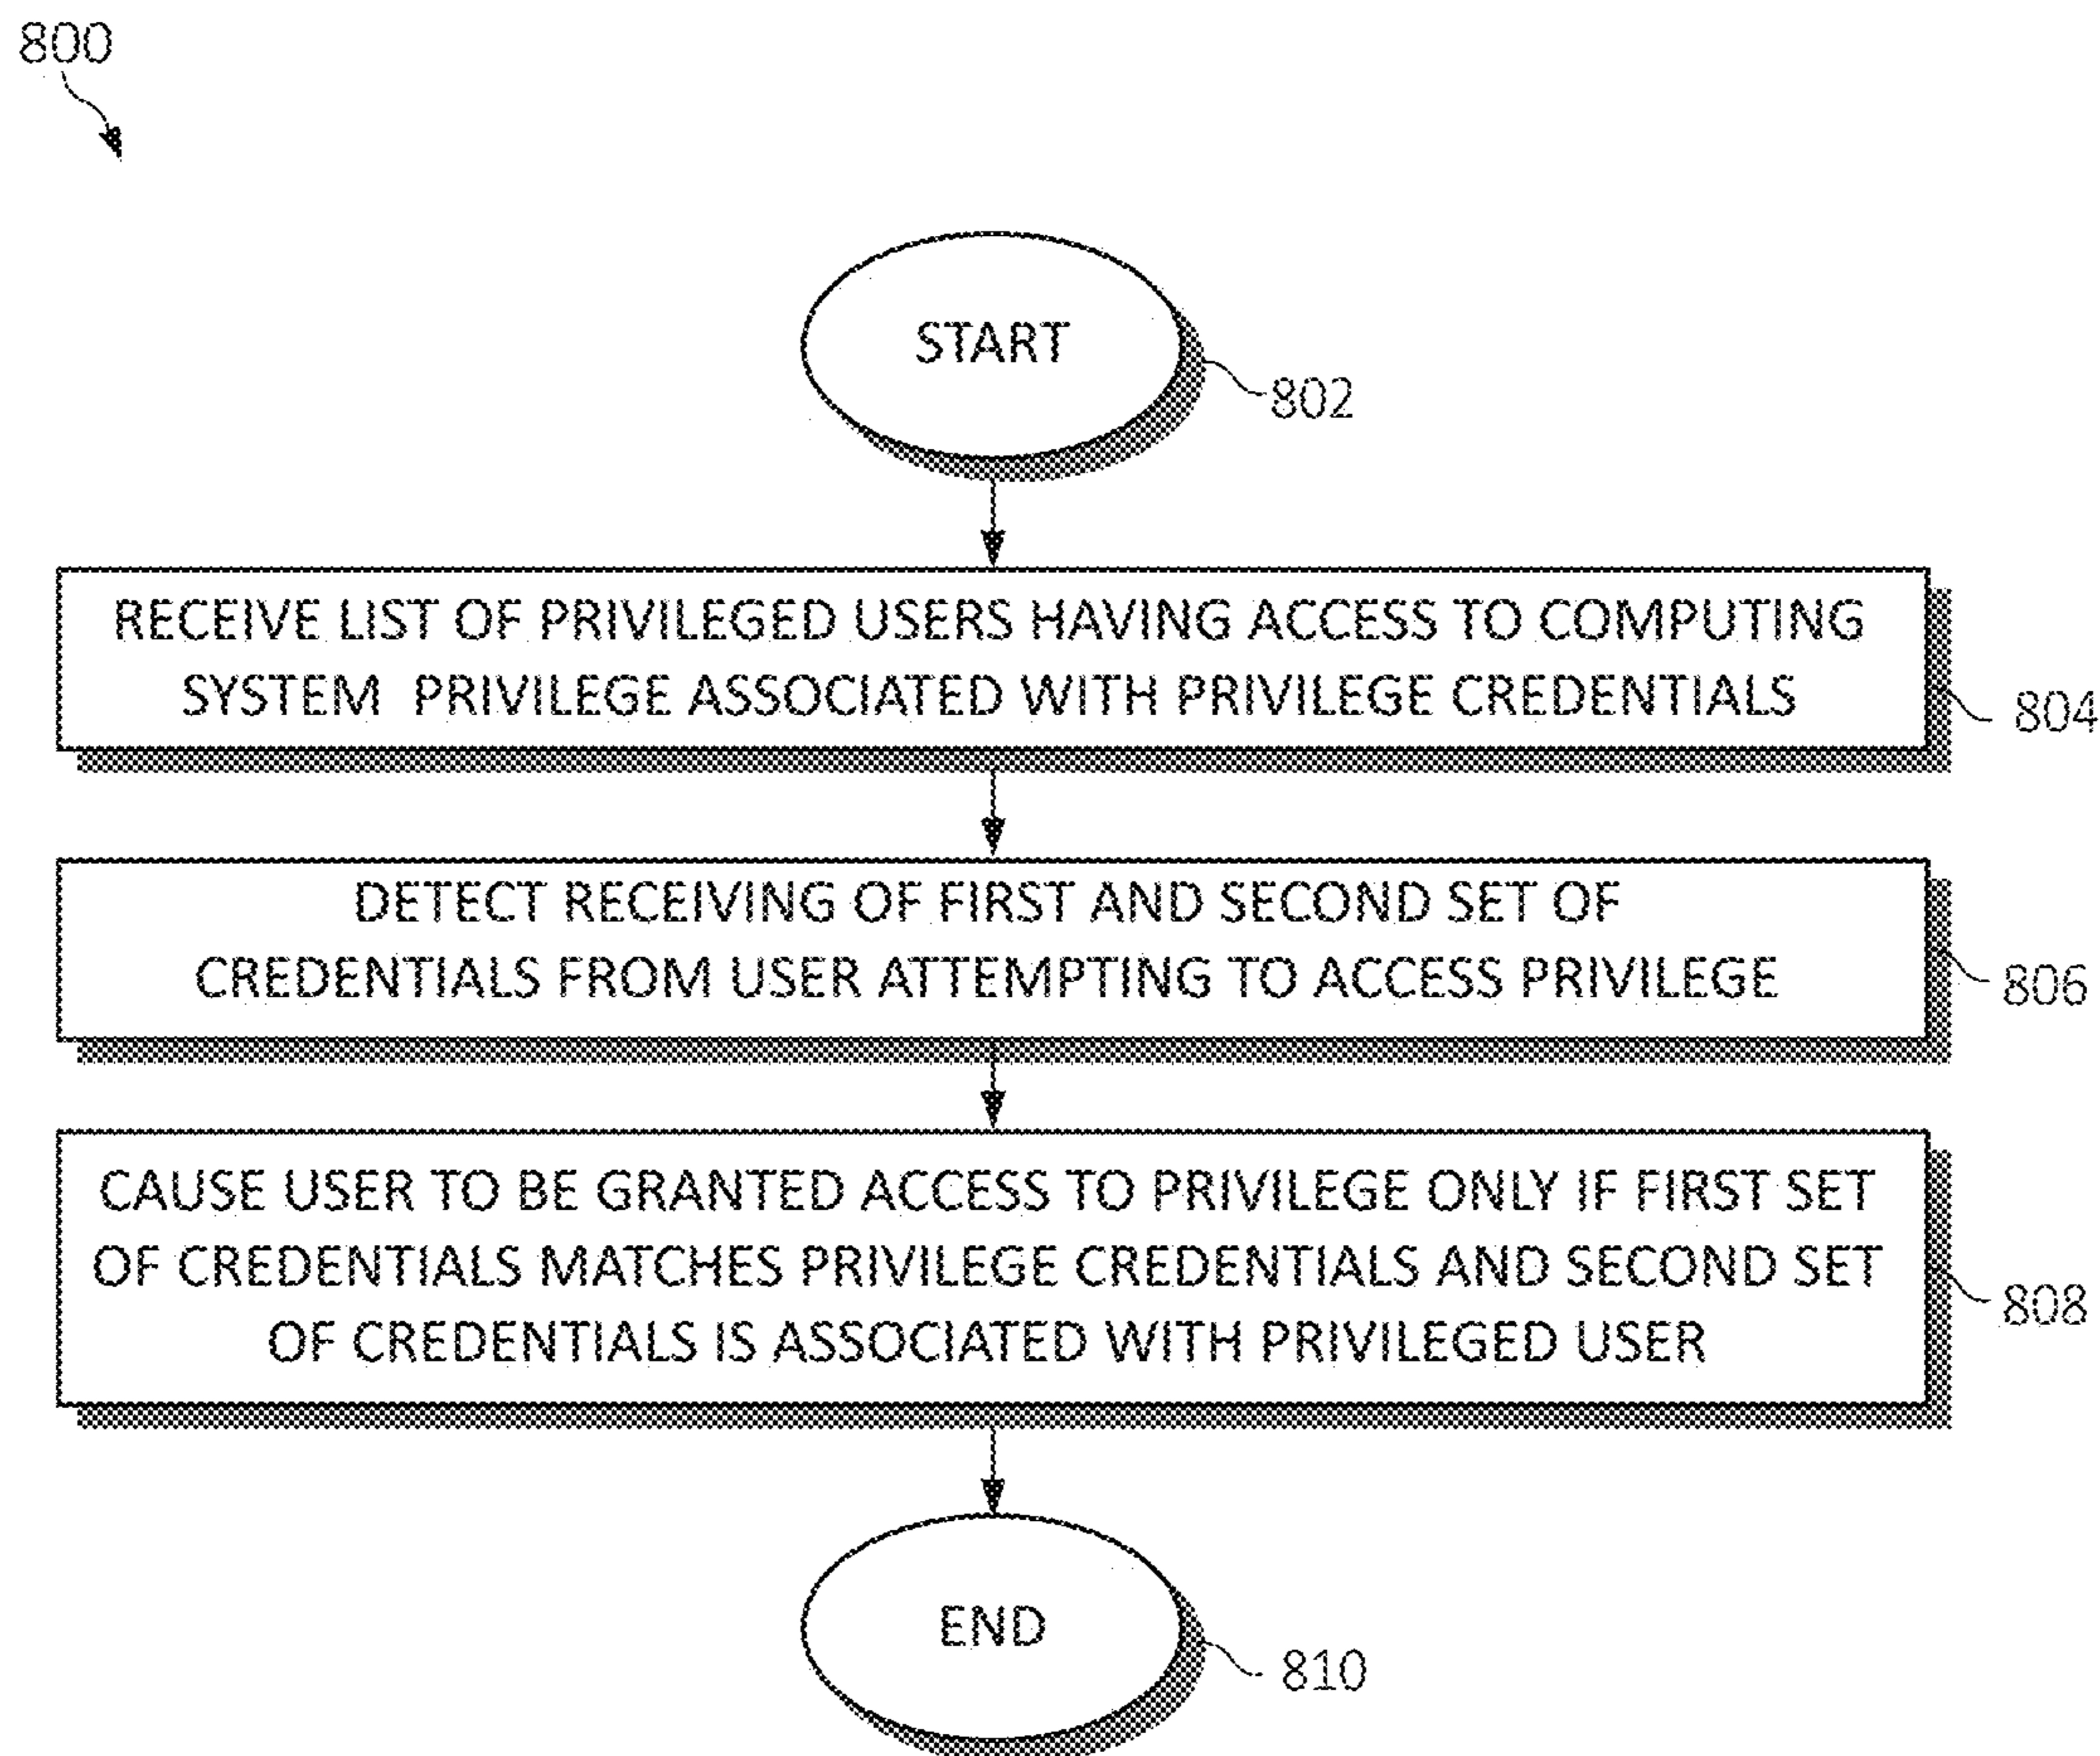 800
START
802
RECEIVE LIST OF PRIVILEGED USERS HAVING ACCESS TO COMPUTING
SYSTEM PRIVILEGE ASSOCIATED WITH PRIVILEGE CREDENTIALS
804
DETECT RECEIVING OF FIRST AND SECOND SET OF
CREDENTIALS FROM USER ATTEMPTING TO ACCESS PRIVILEGE
806
CAUSE USER TO BE GRANTED ACCESS TO PRIVILEGE ONLY IF FIRST SET
OF CREDENTIALS MATCHES PRIVILEGE CREDENTIALS AND SECOND SET
OF CREDENTIALS IS ASSOCIATED WITH PRIVILEGED USER
808
END
810